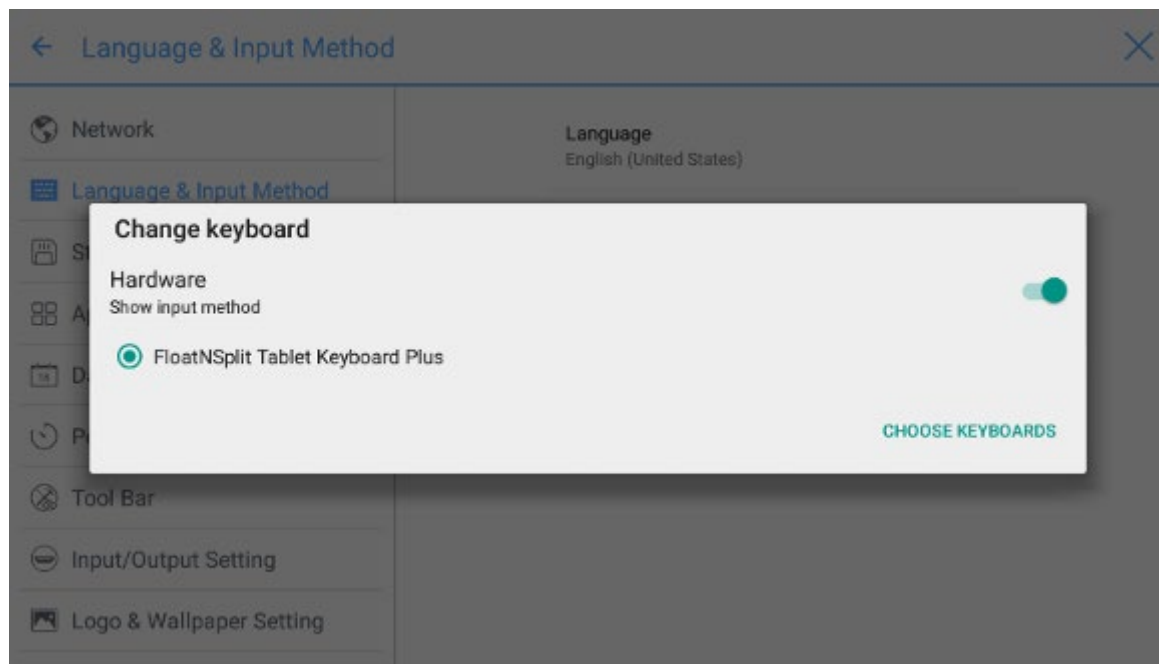 Language & Input Method
Network
Language & Input Method
Language
English (United States)
Change keyboard
Hardware
Show input method
FloatNSplit Tablet Keyboard Plus
CHOOSE KEYBOARDS
Tool Bar
Input/Output Setting
Logo & Wallpaper Setting